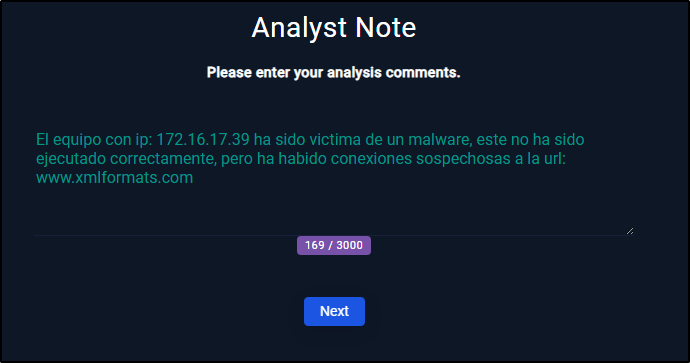 Analyst Note
Please enter your analysis comments.
El equipo con ip: 172.16.17.39 ha sido victima de un malware, este no ha sido
ejecutado correctamente, pero ha habido conexiones sospechosas a la url:
www.xmlformats.com
169 / 3000
Next